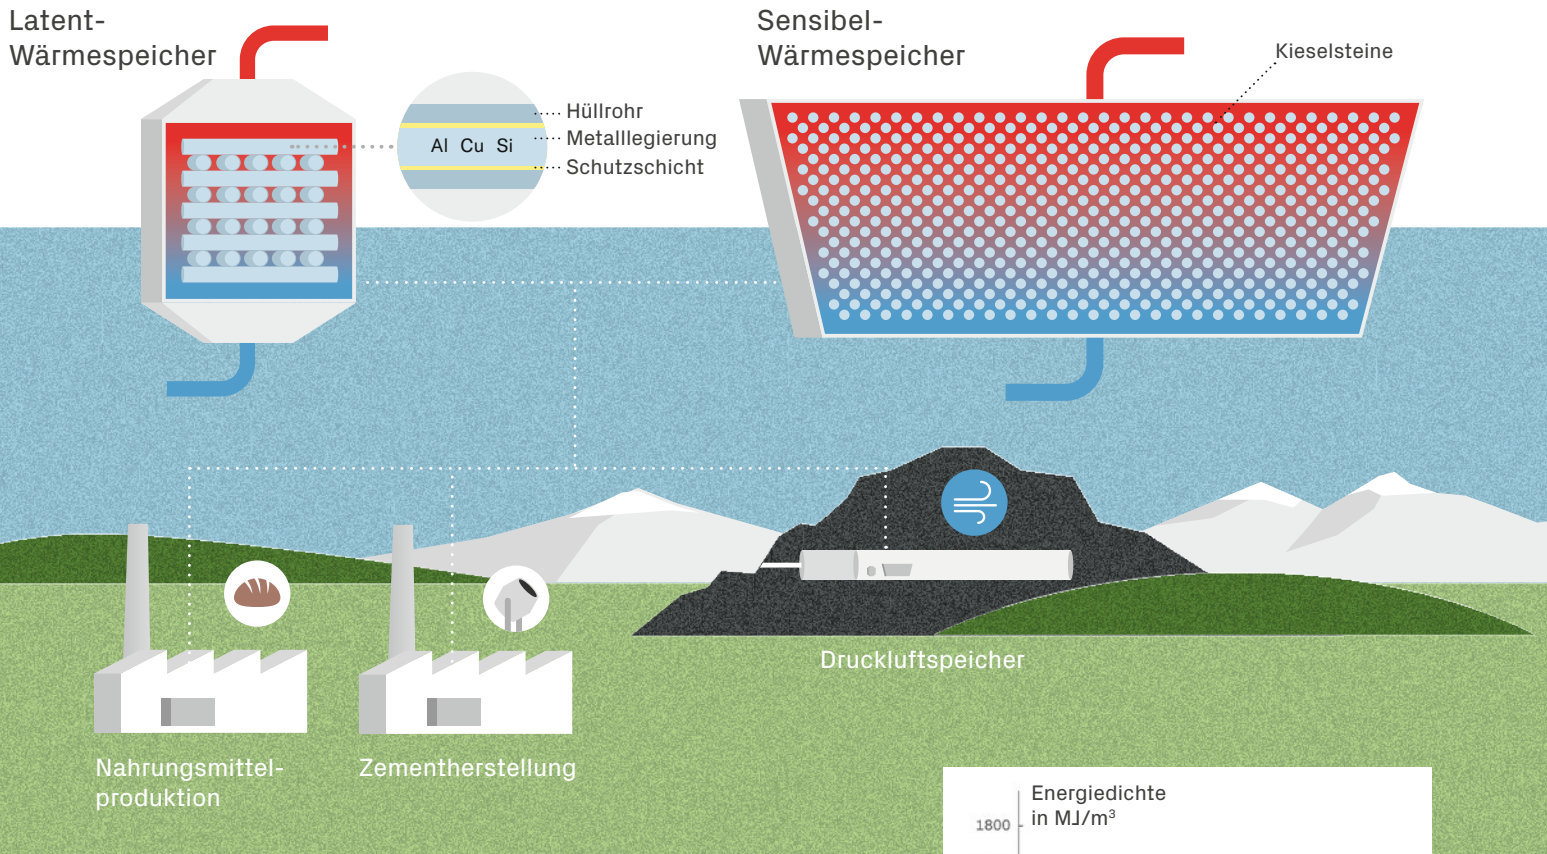 Latent-
Wärmespeicher
Sensibel-
Wärmespeicher
Kieselsteine
Hüllrohr
Metalllegierung
Al Cu Si
Schutzschicht
Druckluftspeicher
Nahrungsmittel-
produktion
Zementherstellung
Energiedichte
in MJ/m³
1800